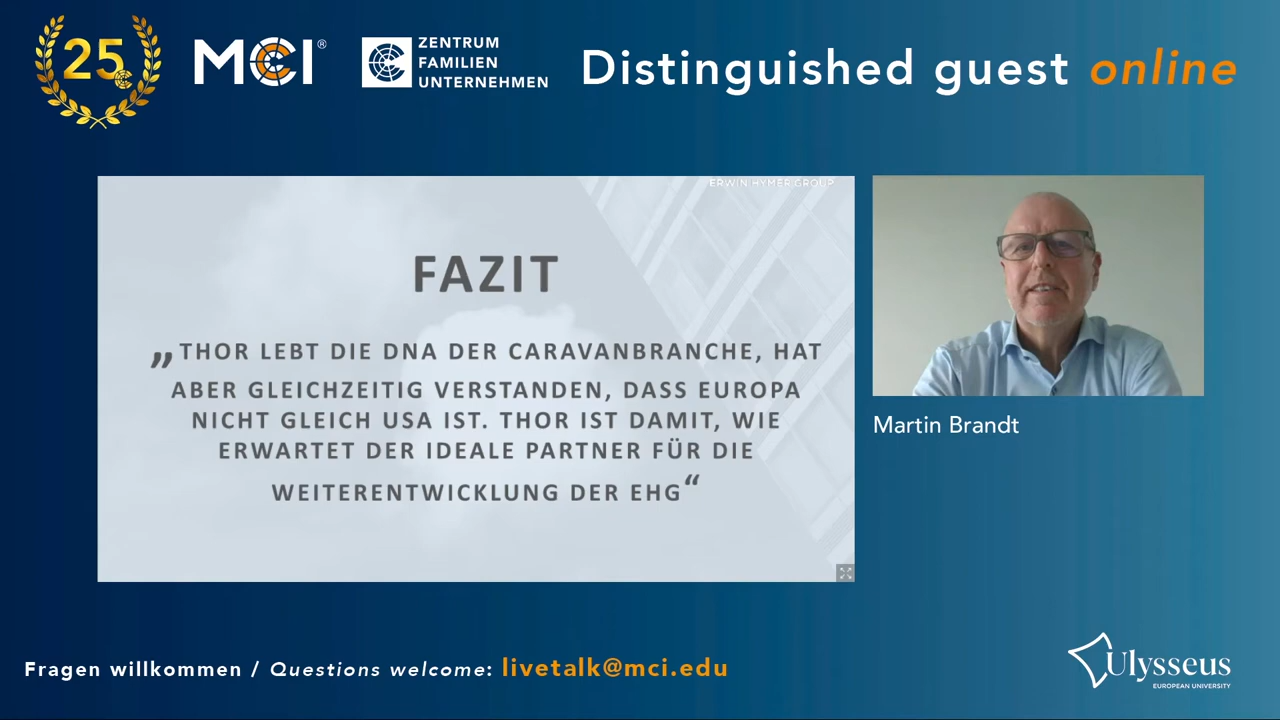 25
MCI®
ZENTRUM
FAMILIEN
UNTERNEHMEN
Distinguished guest online
ERWIN HYMER GROUP
FAZIT
„THOR LEBT DIE DNA DER CARAVANBRANCHE, HAT
ABER GLEICHZEITIG VERSTANDEN, DASS EUROPA
NICHT GLEICH USA IST. THOR IST DAMIT, WIE
ERWARTET DER IDEALE PARTNER FÜR DIE
WEITERENTWICKLUNG DER EHG“
Martin Brandt
Fragen willkommen / Questions welcome: livetalk@mci.edu
Ulysseus
EUROPEAN UNIVERSITY